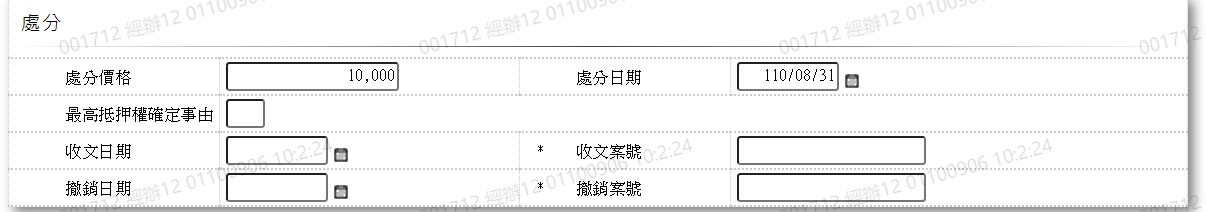 處分
處分價格 10,000 處分日期 110/08/31
最高抵押權確定事由
收文日期 * 收文案號
撤銷日期 * 撤銷案號
001712 經辦12 01100906 10:2:24